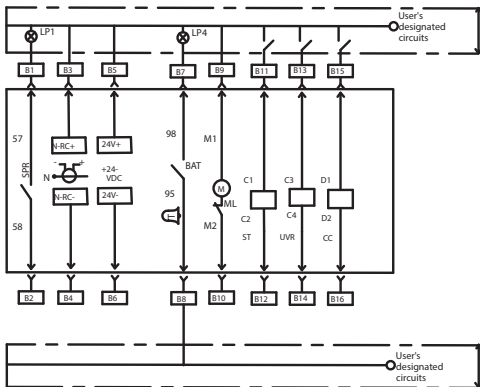 LP1
LP4
User's
designated
circuits
B1
B3
B5
B7
B9
B11
B13
B15
57
SPR
58
N-RC+
-
+
N
N-RC-
24V+
+24-
VDC
24V-
98
BAT
95
M1
M
ML
M2
C1
C2
ST
C3
C4
UVR
D1
D2
CC
B2
B4
B6
B8
B10
B12
B14
B16
User's
designated
circuits